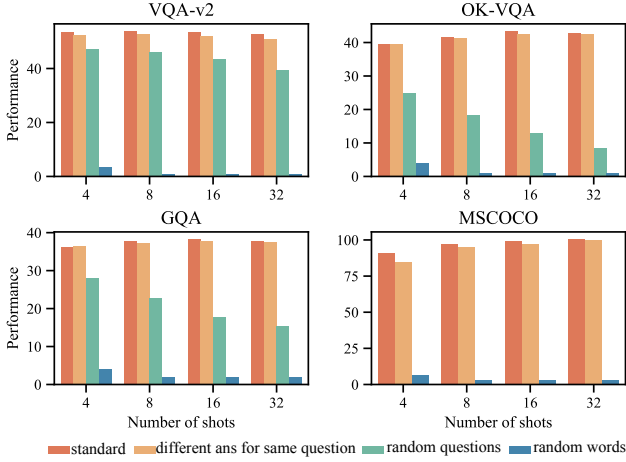 VQA-v2
OK-VQA
Performance
40
20
0
4 8 16 32
40
30
20
10
0
4 8 16 32
GQA
MSCOCO
Performance
40
30
20
10
0
4 8 16 32
Number of shots
100
75
50
25
0
4 8 16 32
Number of shots
standard different ans for same question random questions random words